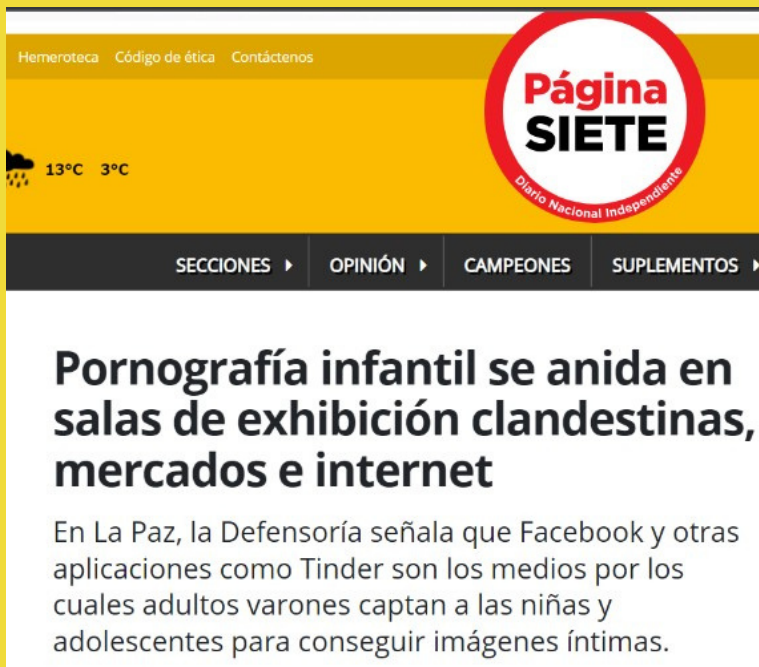 Hemeroteca Código de ética Contáctenos
Página
SIETE
Diario Nacional Independiente
13°C 3°C
SECCIONES OPINIÓN CAMPEONES SUPLEMENTOS
Pornografía infantil se anida en
salas de exhibición clandestinas,
mercados e internet
En La Paz, la Defensoría señala que Facebook y otras
aplicaciones como Tinder son los medios por los
cuales adultos varones captan a las niñas y
adolescentes para conseguir imágenes íntimas.